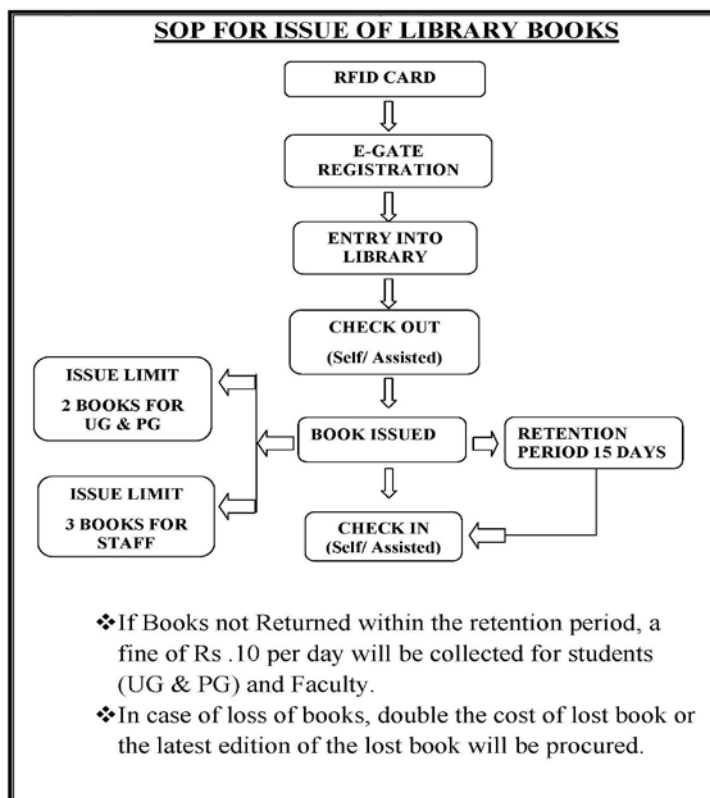 SOP FOR ISSUE OF LIBRARY BOOKS
RFID CARD
E-GATE
REGISTRATION
ENTRY INTO
LIBRARY
CHECK OUT
(Self/ Assisted)
ISSUE LIMIT
2 BOOKS FOR
UG & PG
BOOK ISSUED
RETENTION
PERIOD 15 DAYS
ISSUE LIMIT
3 BOOKS FOR
STAFF
CHECK IN
(Self/ Assisted)
❖If Books not Returned within the retention period, a
fine of Rs .10 per day will be collected for students
(UG & PG) and Faculty.
❖In case of loss of books, double the cost of lost book or
the latest edition of the lost book will be procured.